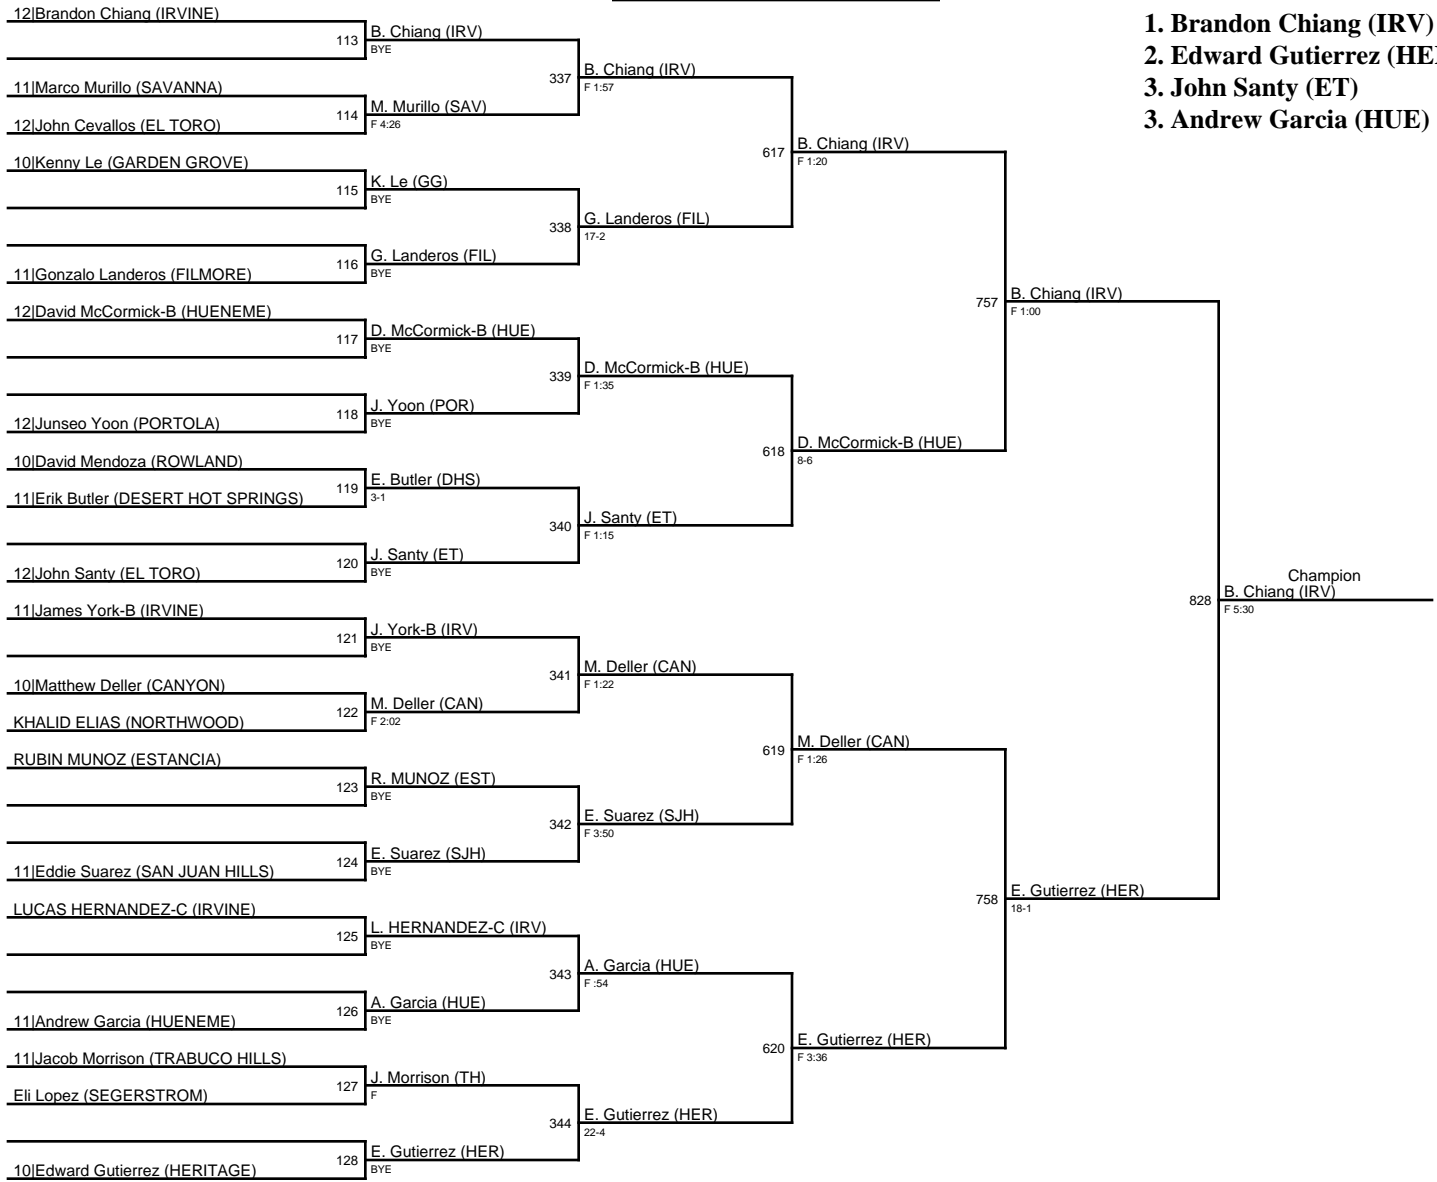 12|Brandon Chiang (IRVINE)
113
B. Chiang (IRV)
BYE
11|Marco Murillo (SAVANNA)
12|John Cevallos (EL TORO)
114
M. Murillo (SAV)
F 4:26
337
B. Chiang (IRV)
F 1:57
10|Kenny Le (GARDEN GROVE)
115
K. Le (GG)
BYE
11|Gonzalo Landeros (FILMORE)
116
G. Landeros (FIL)
BYE
338
G. Landeros (FIL)
17-2
617
B. Chiang (IRV)
F 1:20
12|David McCormick-B (HUENEME)
117
D. McCormick-B (HUE)
BYE
12|Junseo Yoon (PORTOLA)
118
J. Yoon (POR)
BYE
339
D. McCormick-B (HUE)
F 1:35
10|David Mendoza (ROWLAND)
11|Erik Butler (DESERT HOT SPRINGS)
119
E. Butler (DHS)
3-1
12|John Santy (EL TORO)
120
J. Santy (ET)
BYE
340
J. Santy (ET)
F 1:15
618
D. McCormick-B (HUE)
8-6
757
B. Chiang (IRV)
F 1:00
11|James York-B (IRVINE)
121
J. York-B (IRV)
BYE
10|Matthew Deller (CANYON)
KHALID ELIAS (NORTHWOOD)
122
M. Deller (CAN)
F 2:02
341
M. Deller (CAN)
F 1:22
RUBIN MUNOZ (ESTANCIA)
123
R. MUNOZ (EST)
BYE
11|Eddie Suarez (SAN JUAN HILLS)
124
E. Suarez (SJH)
BYE
342
E. Suarez (SJH)
F 3:50
619
M. Deller (CAN)
F 1:26
LUCAS HERNANDEZ-C (IRVINE)
125
L. HERNANDEZ-C (IRV)
BYE
11|Andrew Garcia (HUENEME)
126
A. Garcia (HUE)
BYE
343
A. Garcia (HUE)
F :54
11|Jacob Morrison (TRABUCO HILLS)
Eli Lopez (SEGERSTROM)
127
J. Morrison (TH)
F
10|Edward Gutierrez (HERITAGE)
128
E. Gutierrez (HER)
BYE
344
E. Gutierrez (HER)
22-4
620
E. Gutierrez (HER)
F 3:36
758
E. Gutierrez (HER)
18-1
828
Champion
B. Chiang (IRV)
F 5:30
1. Brandon Chiang (IRV)
2. Edward Gutierrez (HE
3. John Santy (ET)
3. Andrew Garcia (HUE)